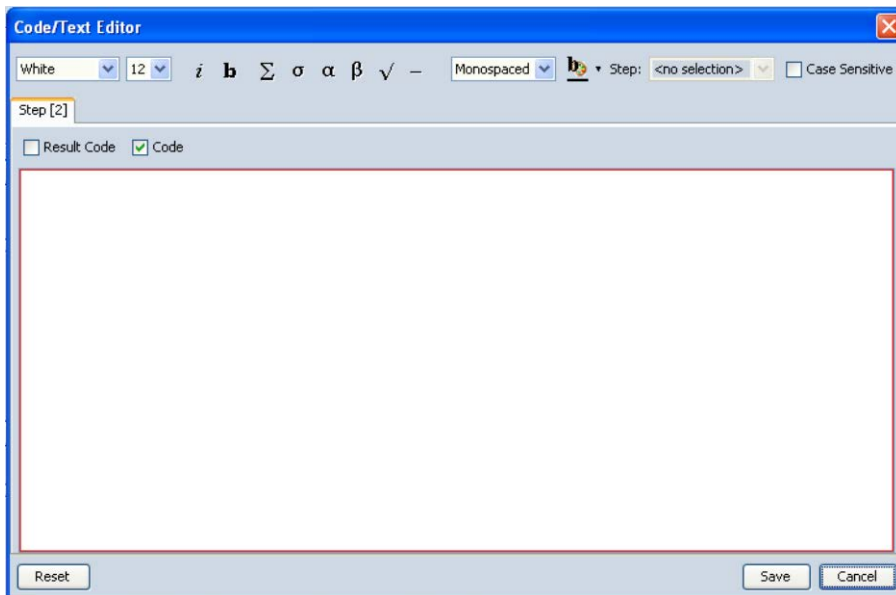 Code/Text Editor
White 12 i b Σ σ α β √ – Monospaced b Step: <no selection> Case Sensitive
Step [2]
Result Code Code
Reset Save Cancel